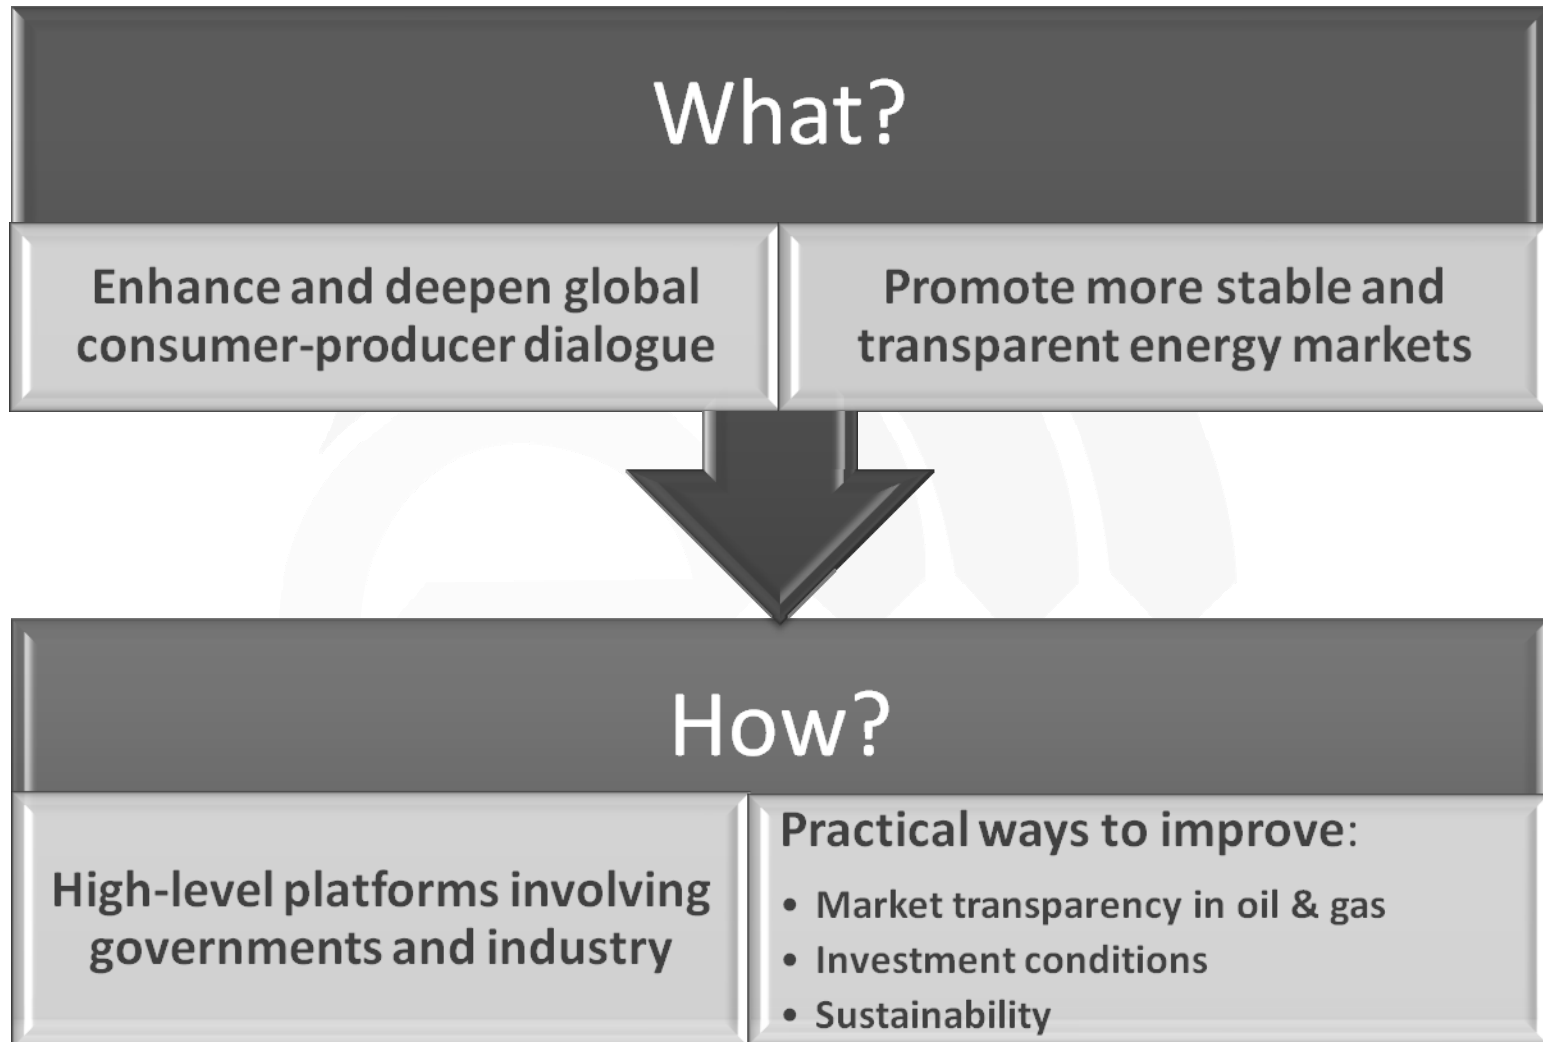 What?
Enhance and deepen global
consumer-producer dialogue
Promote more stable and
transparent energy markets
How?
High-level platforms involving
governments and industry
Practical ways to improve:
• Market transparency in oil & gas
• Investment conditions
• Sustainability